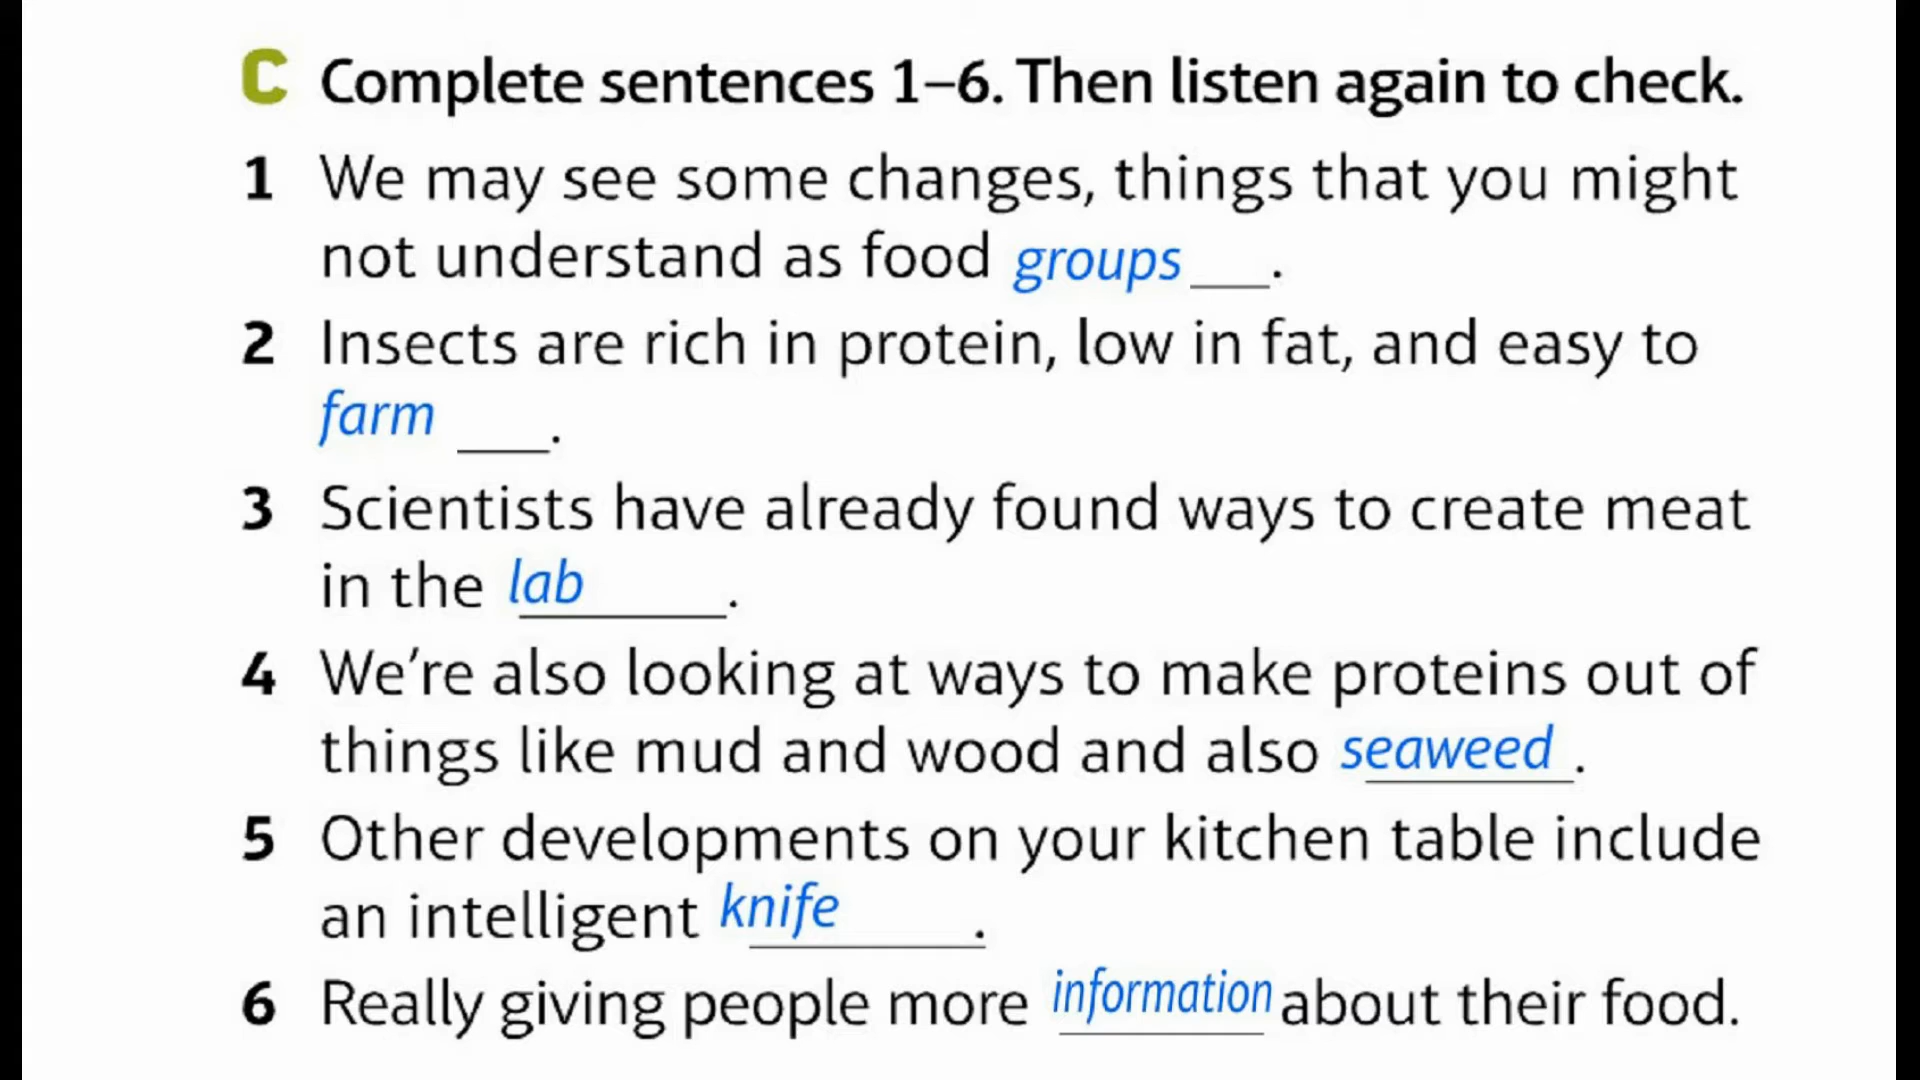 C Complete sentences 1–6. Then listen again to check.
1 We may see some changes, things that you might
not understand as food groups ___.
2 Insects are rich in protein, low in fat, and easy to
farm ___.
3 Scientists have already found ways to create meat
in the lab ______.
4 We're also looking at ways to make proteins out of
things like mud and wood and also seaweed.
5 Other developments on your kitchen table include
an intelligent knife ______.
6 Really giving people more information about their food.